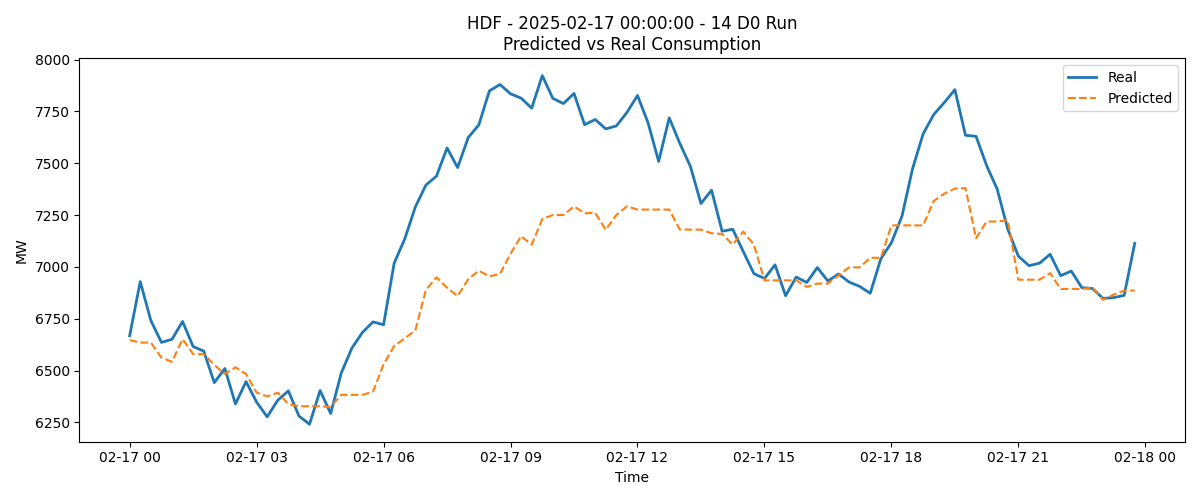 HDF - 2025-02-17 00:00:00 - 14 D0 Run
Predicted vs Real Consumption
8000
7750
7500
7250
7000
6750
6500
6250
MW
Real
Predicted
02-17 00
02-17 03
02-17 06
02-17 09
02-17 12
02-17 15
02-17 18
02-17 21
02-18 00
Time